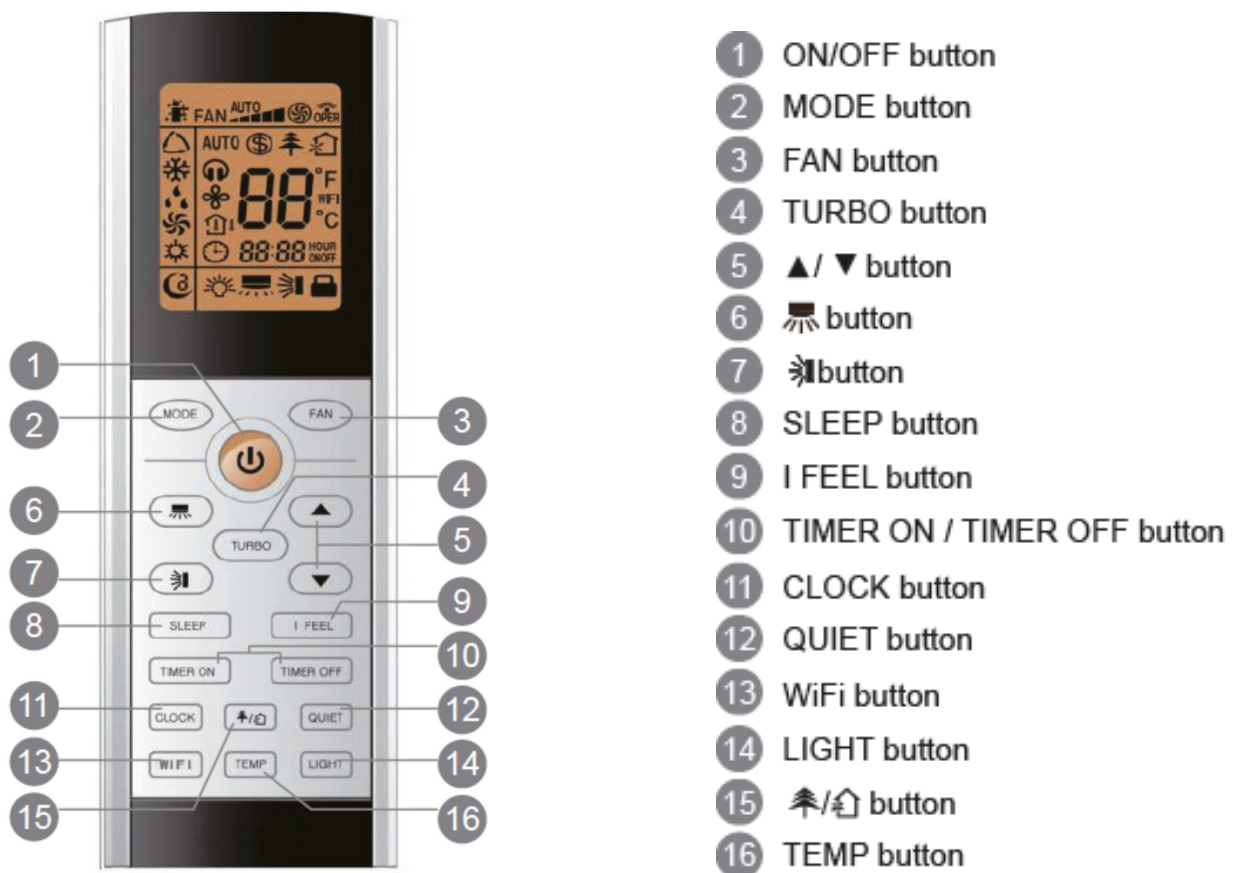 FAN AUTO OPER
AUTO
88 °F
WIFI
°C
88:88 HOUR
ON/OFF
1
2
MODE
FAN
3
4
6
TURBO
5
7
9
8
SLEEP
I FEEL
10
TIMER ON
TIMER OFF
11
CLOCK
QUIET
12
13
WIFI
TEMP
LIGHT
14
15
16
1 ON/OFF button
2 MODE button
3 FAN button
4 TURBO button
5 ▲/ ▼ button
6 button
7 button
8 SLEEP button
9 I FEEL button
10 TIMER ON / TIMER OFF button
11 CLOCK button
12 QUIET button
13 WiFi button
14 LIGHT button
15 / button
16 TEMP button